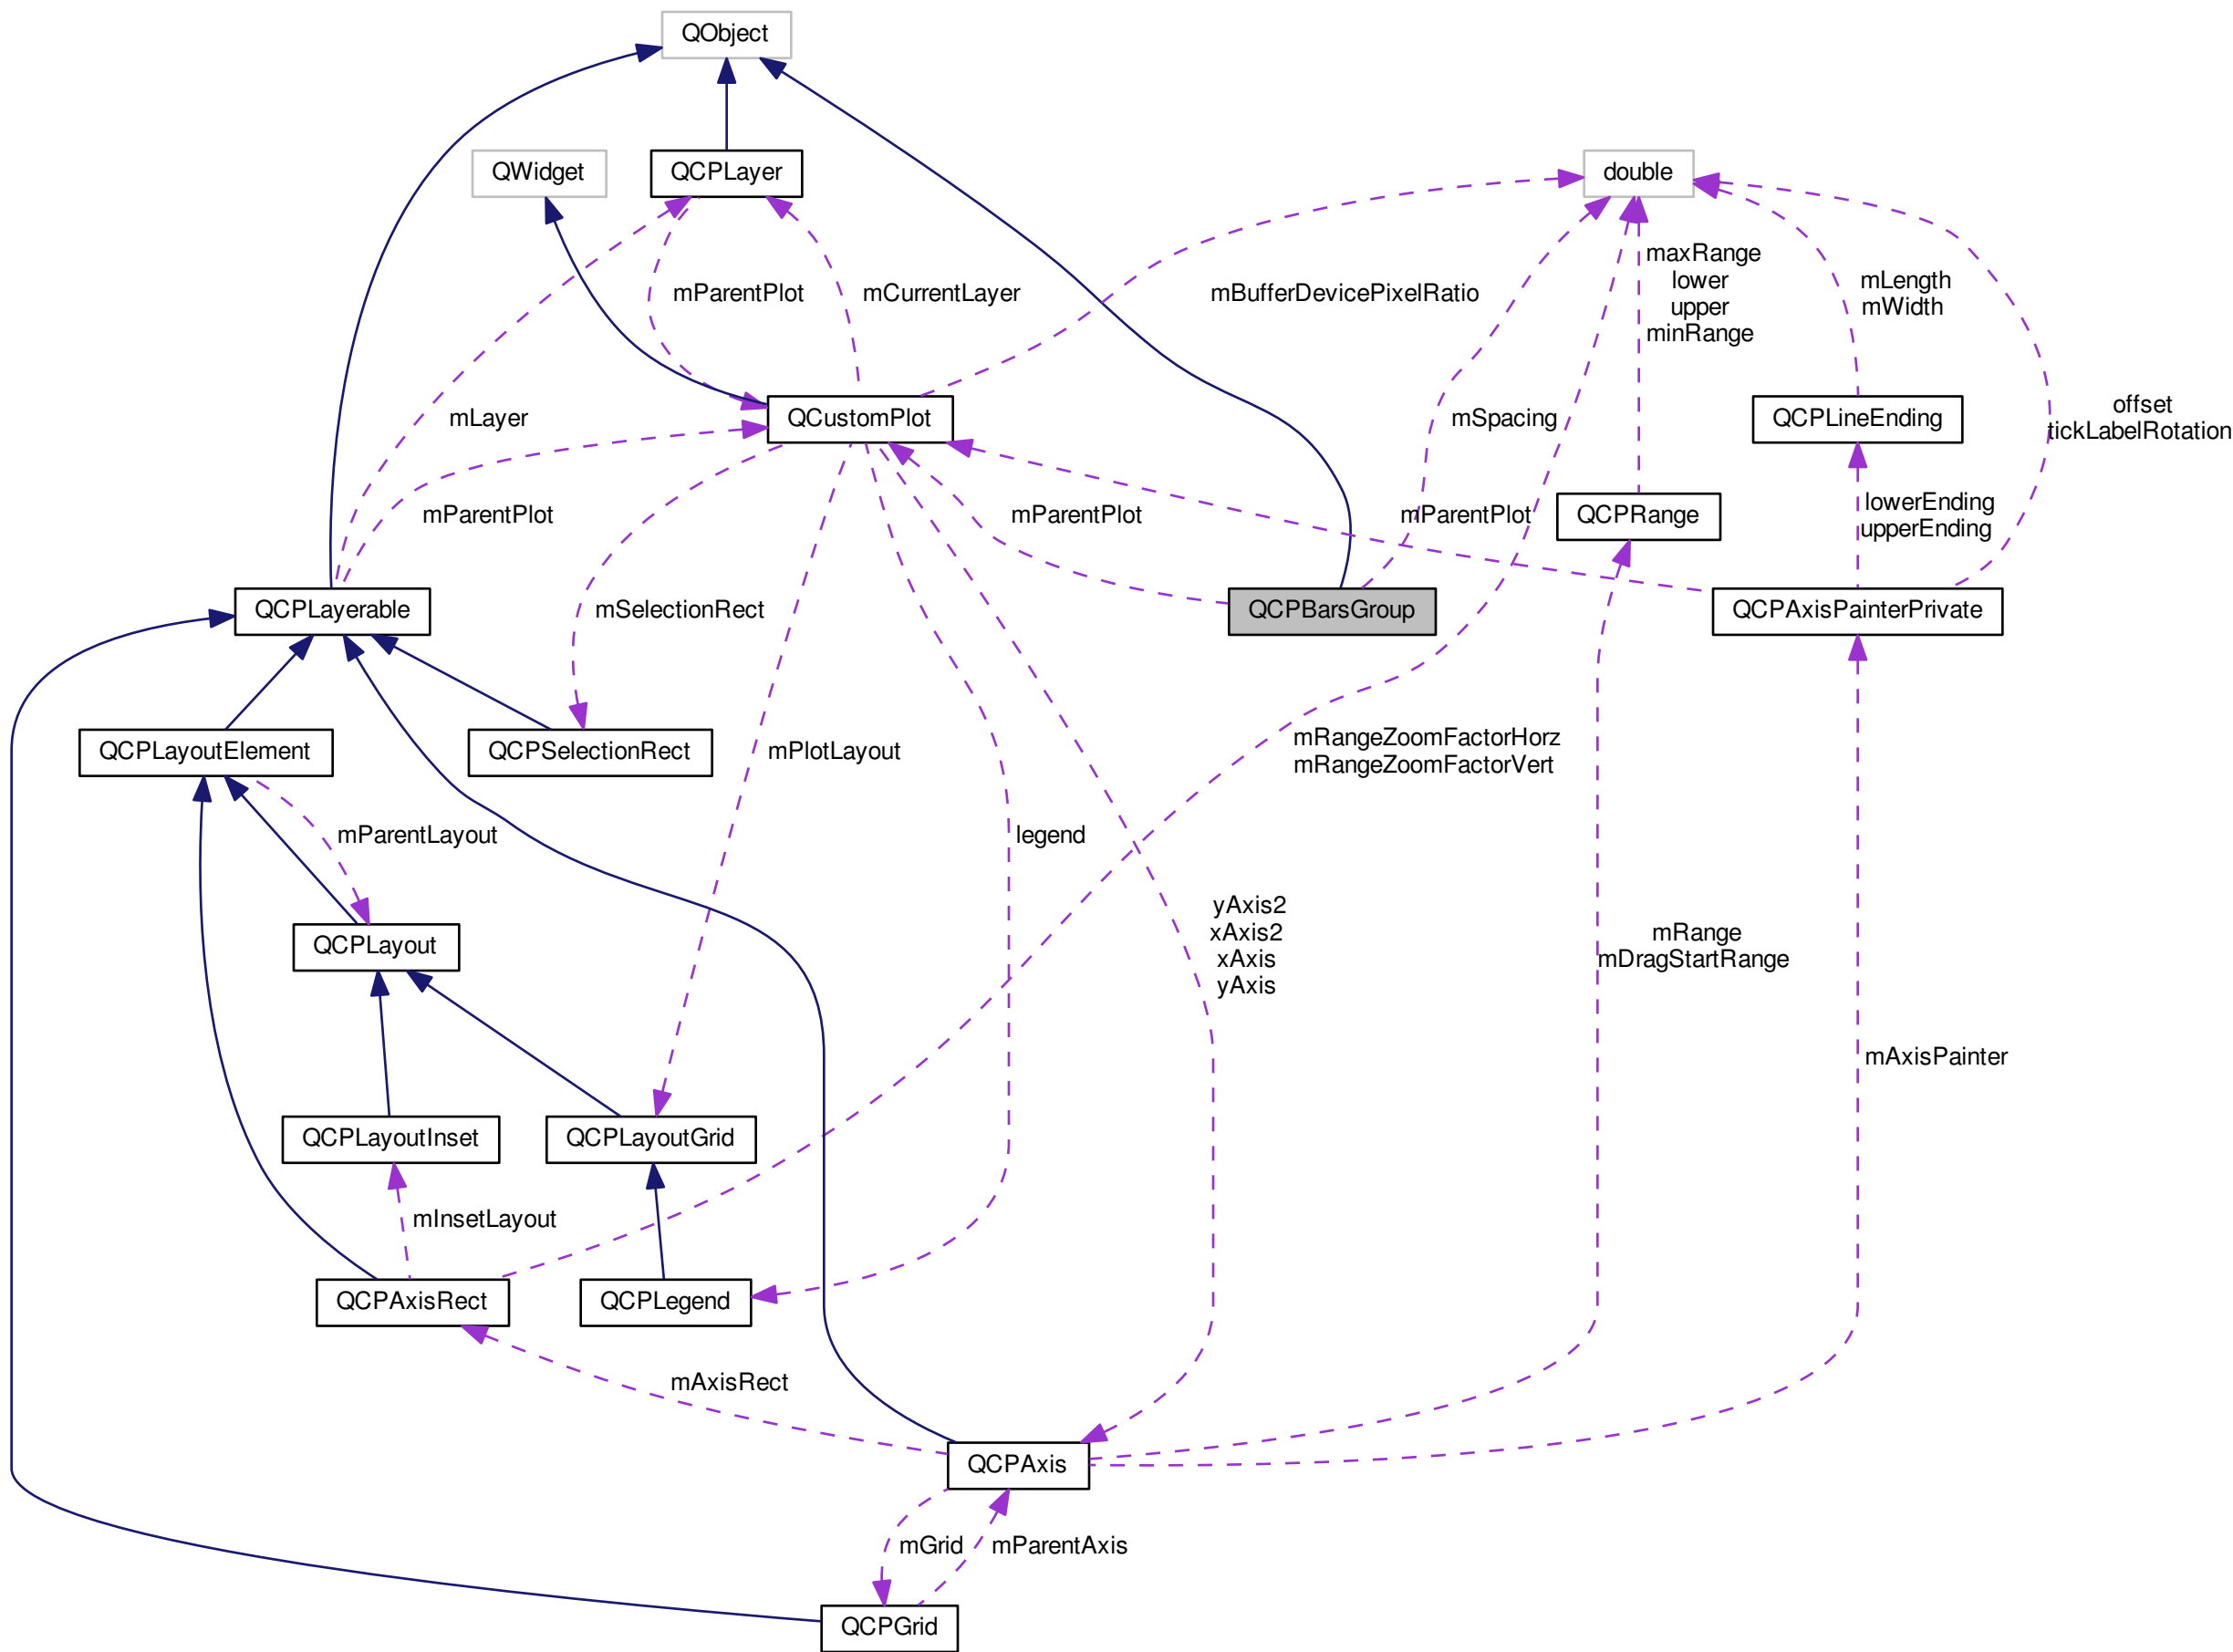 QObject
QWidget
QCPLayer
double
maxRange
lower
upper
minRange
mParentPlot
mCurrentLayer
mBufferDevicePixelRatio
mLength
mWidth
mLayer
QCustomPlot
mSpacing
QCPLineEnding
offset
tickLabelRotation
mParentPlot
mParentPlot
mParentPlot
QCPRange
lowerEnding
upperEnding
QCPLayerable
mSelectionRect
QCPBarsGroup
QCPAxisPainterPrivate
QCPLayoutElement
QCPSelectionRect
mPlotLayout
mRangeZoomFactorHorz
mRangeZoomFactorVert
mParentLayout
legend
QCPLayout
yAxis2
xAxis2
xAxis
yAxis
mRange
mDragStartRange
mAxisPainter
QCPLayoutInset
QCPLayoutGrid
mInsetLayout
QCPAxisRect
QCPLegend
mAxisRect
QCPAxis
mGrid
mParentAxis
QCPGrid